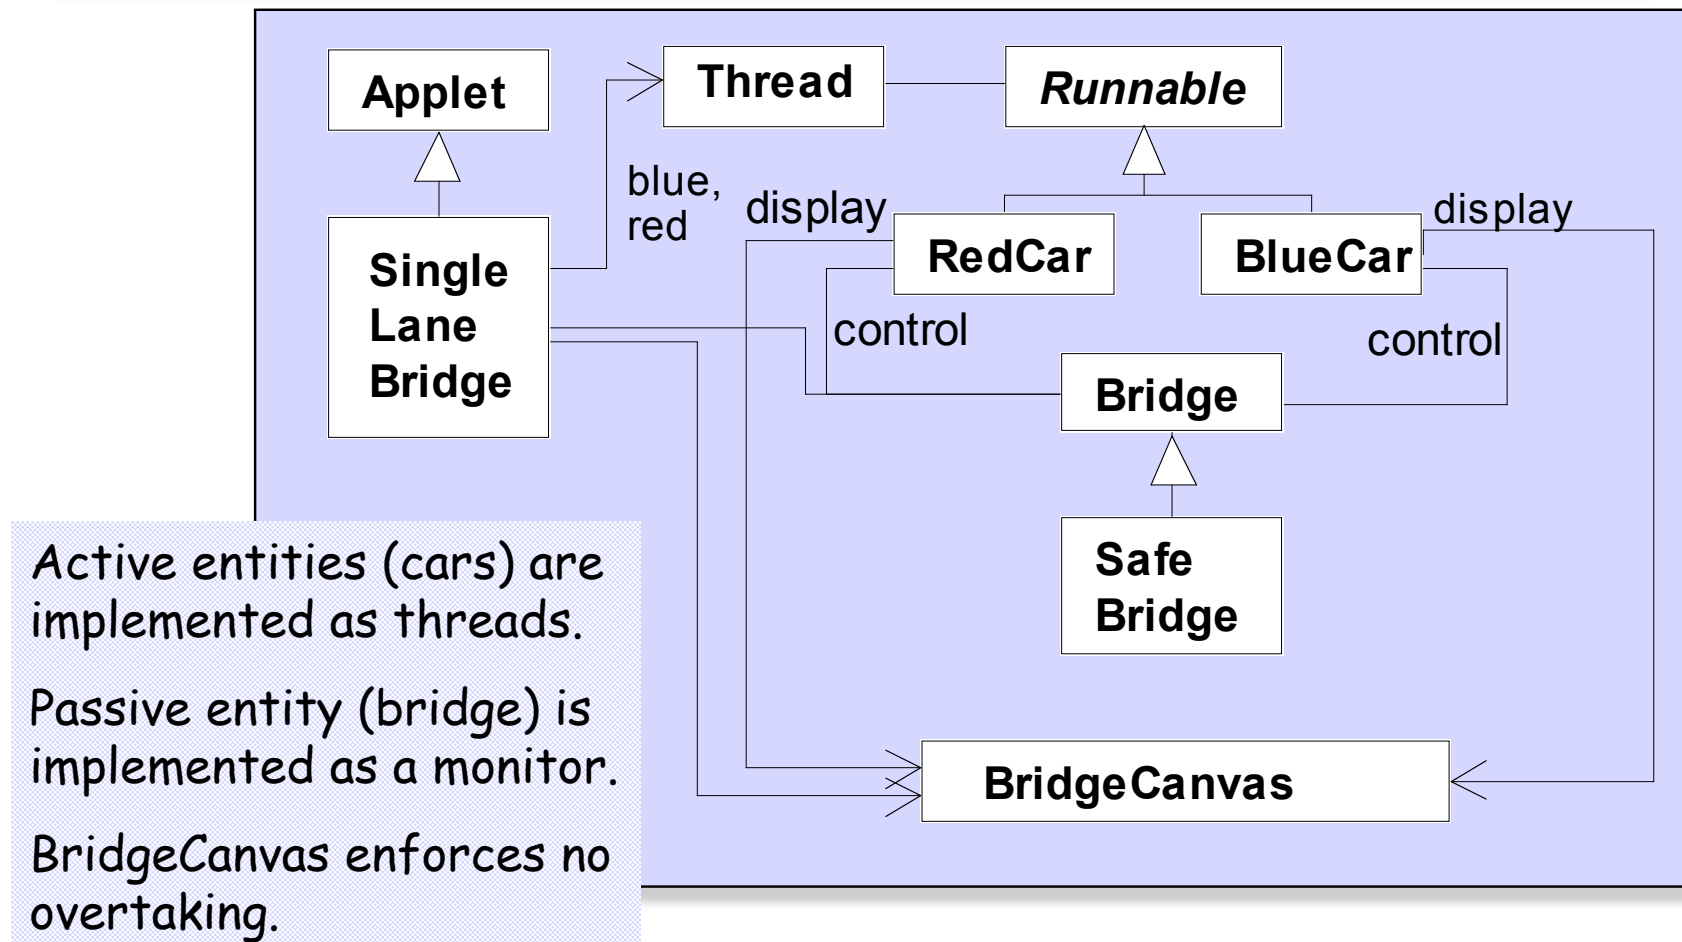 Applet
Thread
Runnable
blue,
red
display
display
Single
Lane
Bridge
RedCar
BlueCar
control
control
Bridge
Safe
Bridge
BridgeCanvas
Active entities (cars) are
implemented as threads.
Passive entity (bridge) is
implemented as a monitor.
BridgeCanvas enforces no
overtaking.